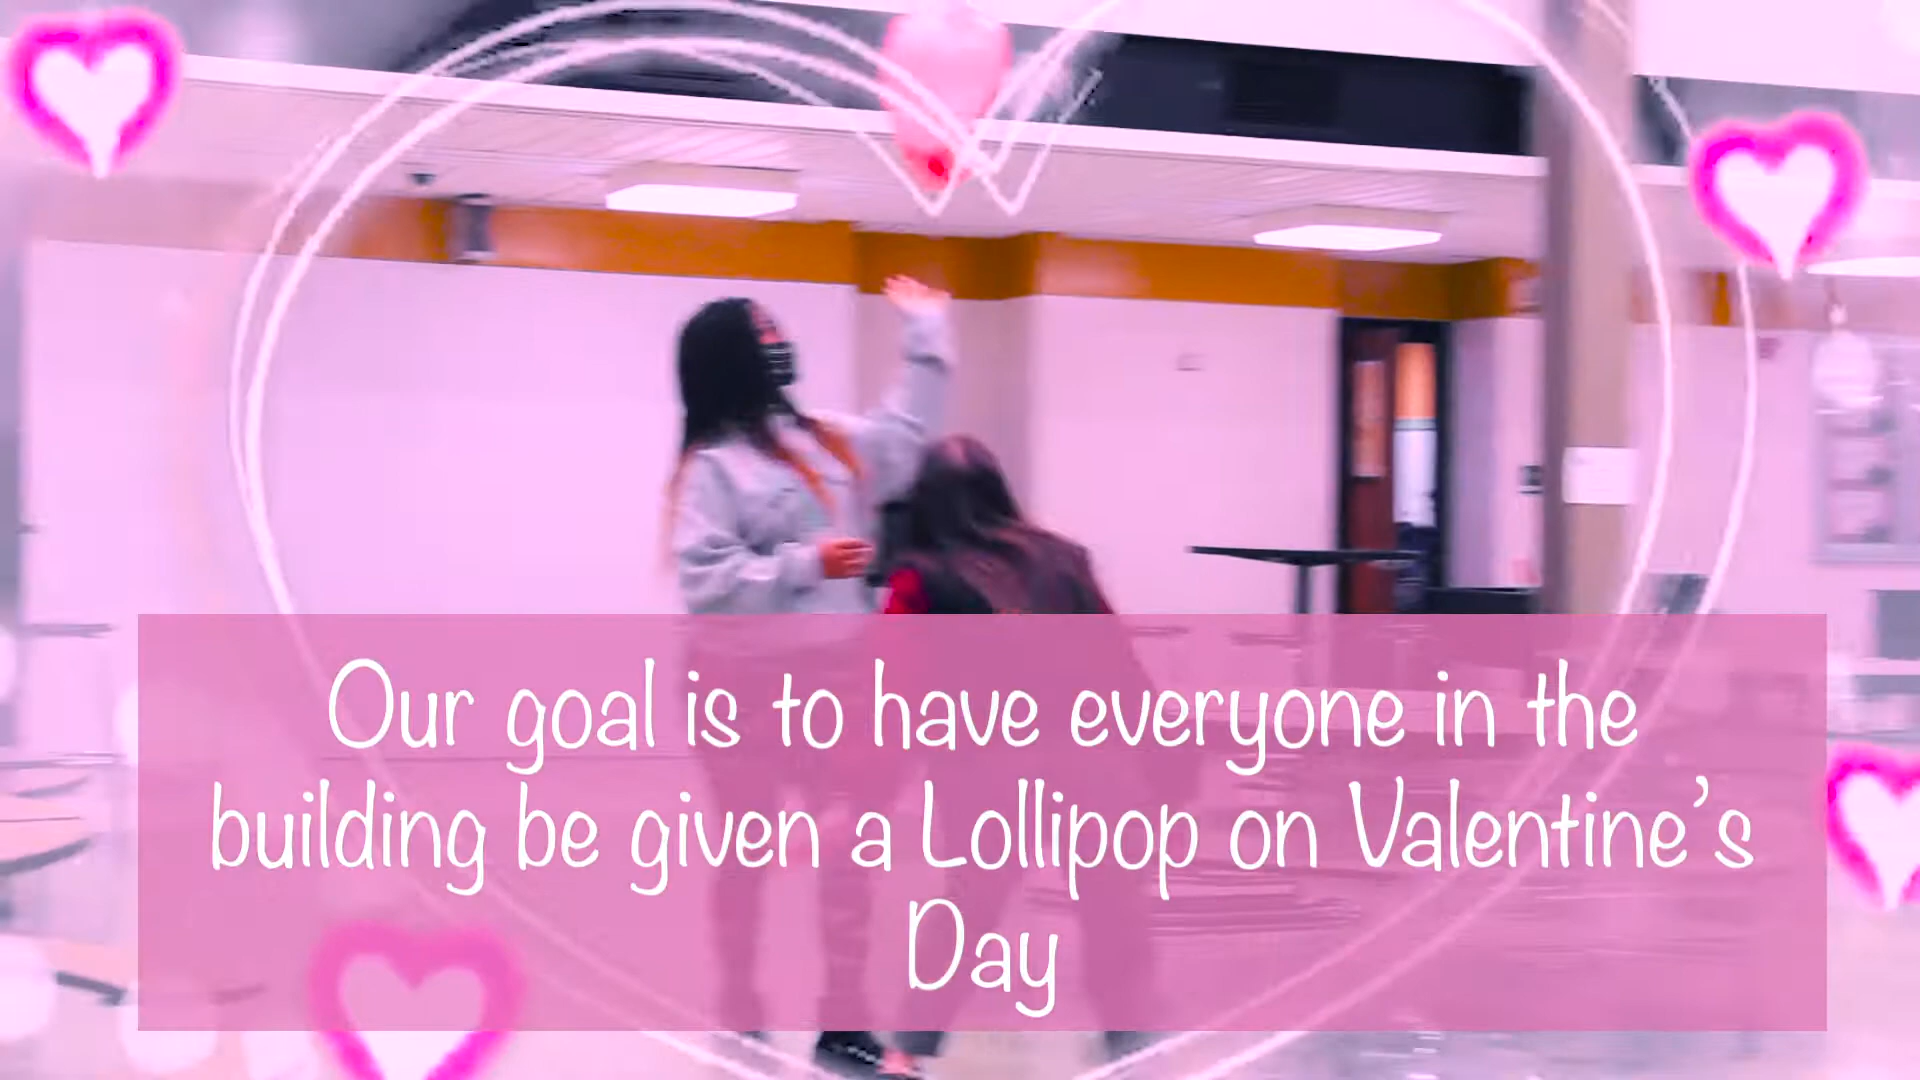 Our goal is to have everyone in the
building be given a Lollipop on Valentine's
Day